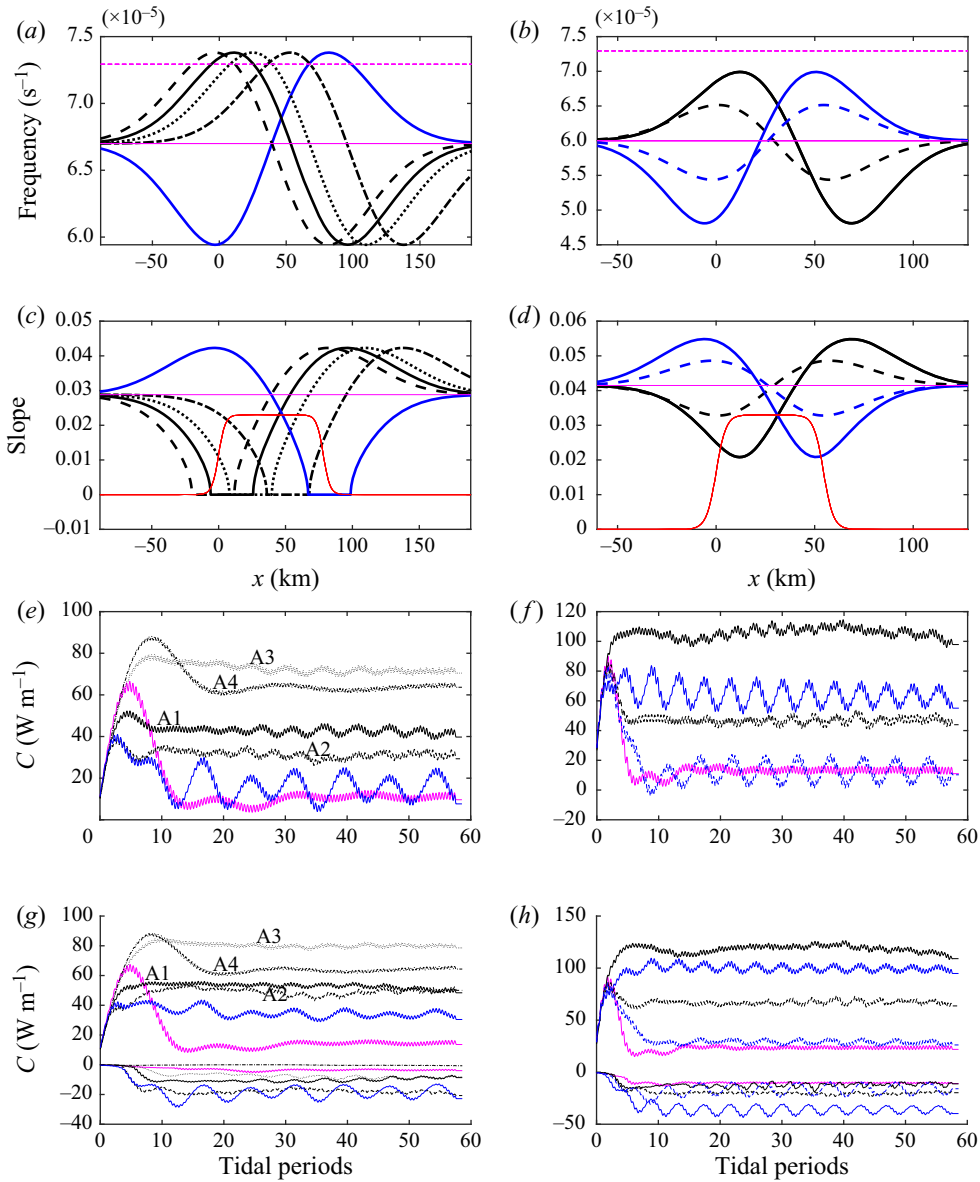 (a) (×10−5)
7.5
7.0
6.5
6.0
Frequency (s−1)
−50 0 50 100 150
(b) (×10−5)
7.5
7.0
6.5
6.0
5.5
5.0
4.5
−50 0 50 100
(c)
0.05
0.04
0.03
0.02
0.01
0
−0.01
Slope
−50 0 50 100 150
x (km)
(d)
0.06
0.05
0.04
0.03
0.02
0.01
0
−50 0 50 100
x (km)
(e)
100
80
60
40
20
C (W m−1)
A3
A4
A1
A2
0 10 20 30 40 50 60
(f)
120
100
80
60
40
20
0
−20
0 10 20 30 40 50 60
(g)
100
80
60
40
20
0
−20
−40
C (W m−1)
A3
A1
A4
A2
0 10 20 30 40 50 60
Tidal periods
(h)
150
100
50
0
−50
0 10 20 30 40 50 60
Tidal periods